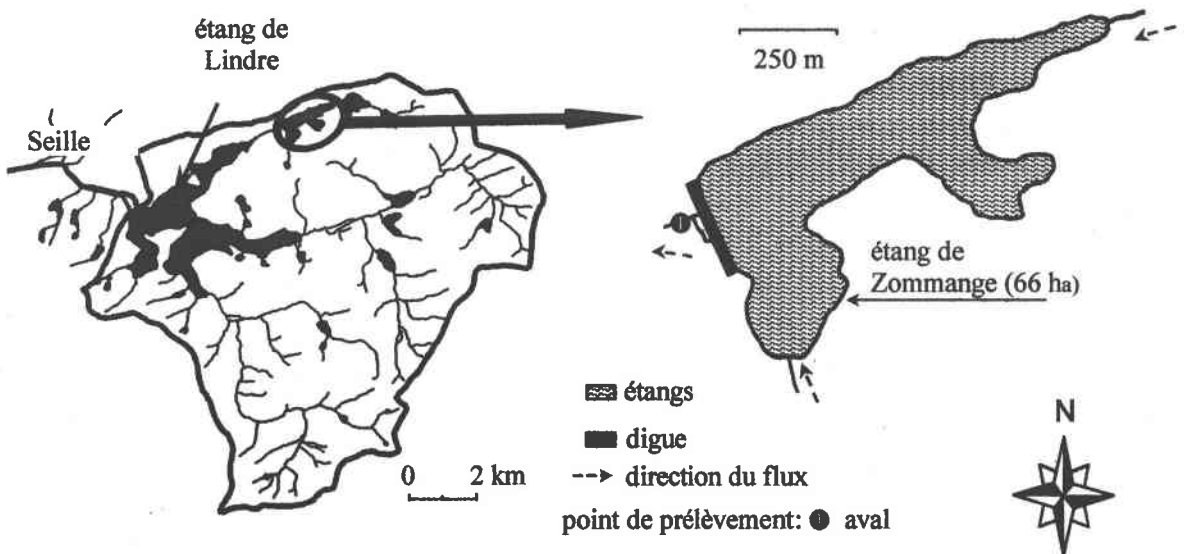 étang de
Lindre
Seille
250 m
étang de
Zommange (66 ha)
étangs
digue
0 2 km
direction du flux
point de prélèvement: aval
N